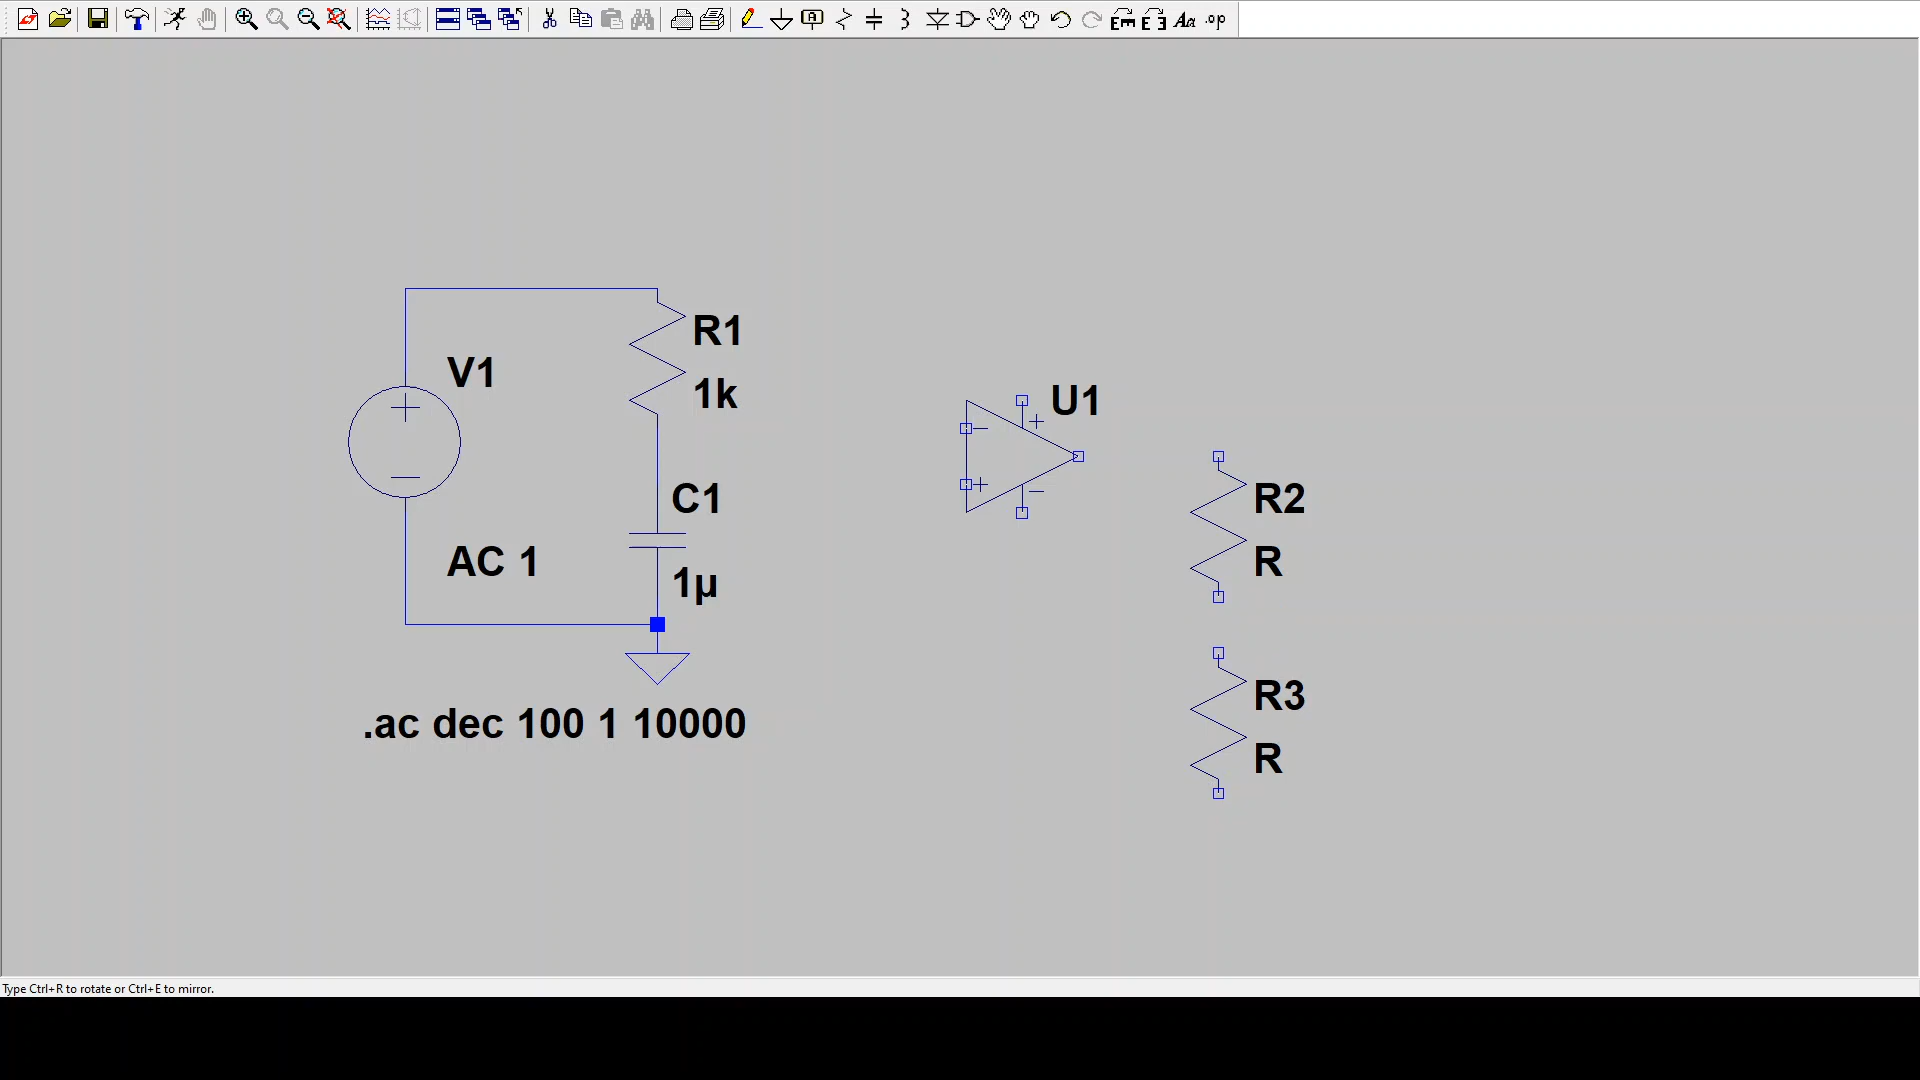 R1
V1
1k
U1
C1
R2
AC 1
R
1µ
R3
.ac dec 100 1 10000
R
Type Ctrl+R to rotate or Ctrl+E to mirror.